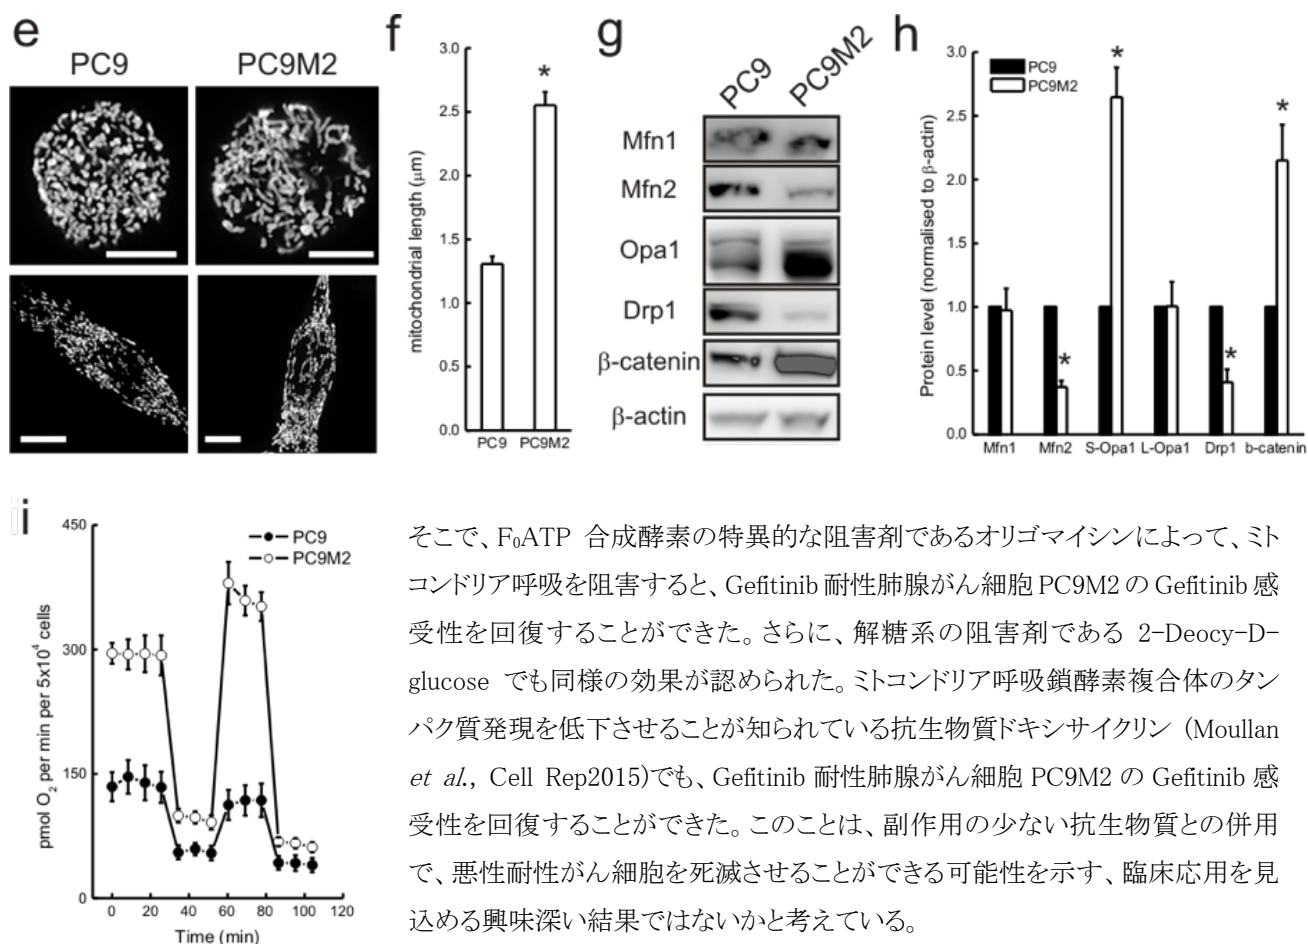 e
PC9 PC9M2
f
mitochondrial length (μm)
3.0
2.5
2.0
1.5
1.0
0.5
0.0
*
PC9 PC9M2
g
PC9 PC9M2
Mfn1
Mfn2
Opa1
Drp1
β-catenin
β-actin
h
Protein level (normalised to β-actin)
3.0
2.5
2.0
1.5
1.0
0.5
0.0
PC9
PC9M2
*
*
*
*
Mfn1 Mfn2 S-Opa1 L-Opa1 Drp1 b-catenin
ii
pmol O₂ per min per 5x10⁴ cells
450
300
150
0
PC9
PC9M2
0 20 40 60 80 100 120
Time (min)
そこで、F₀ATP 合成酵素の特異的な阻害剤であるオリゴマイシンによって、ミト
コンドリア呼吸を阻害すると、Gefitinib 耐性肺腺がん細胞 PC9M2 の Gefitinib 感
受性を回復することができた。さらに、解糖系の阻害剤である 2-Deocy-D-
glucose でも同様の効果が認められた。ミトコンドリア呼吸鎖酵素複合体のタン
パク質発現を低下させることが知られている抗生物質ドキシサイクリン (Moullan
et al., Cell Rep2015)でも、Gefitinib 耐性肺腺がん細胞 PC9M2 の Gefitinib 感
受性を回復することができた。このことは、副作用の少ない抗生物質との併用
で、悪性耐性がん細胞を死滅させることができる可能性を示す、臨床応用を見
込める興味深い結果ではないかと考えている。